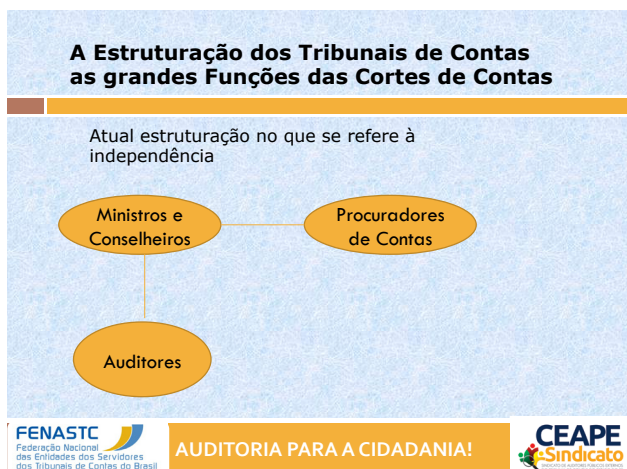 A Estruturação dos Tribunais de Contas
as grandes Funções das Cortes de Contas
Atual estruturação no que se refere à
independência
Ministros e
Conselheiros
Procuradores
de Contas
Auditores
FENASTC
Federação Nacional
das Entidades dos Servidores
dos Tribunais de Contas do Brasil
AUDITORIA PARA A CIDADANIA!
CEAPE
Sindicato